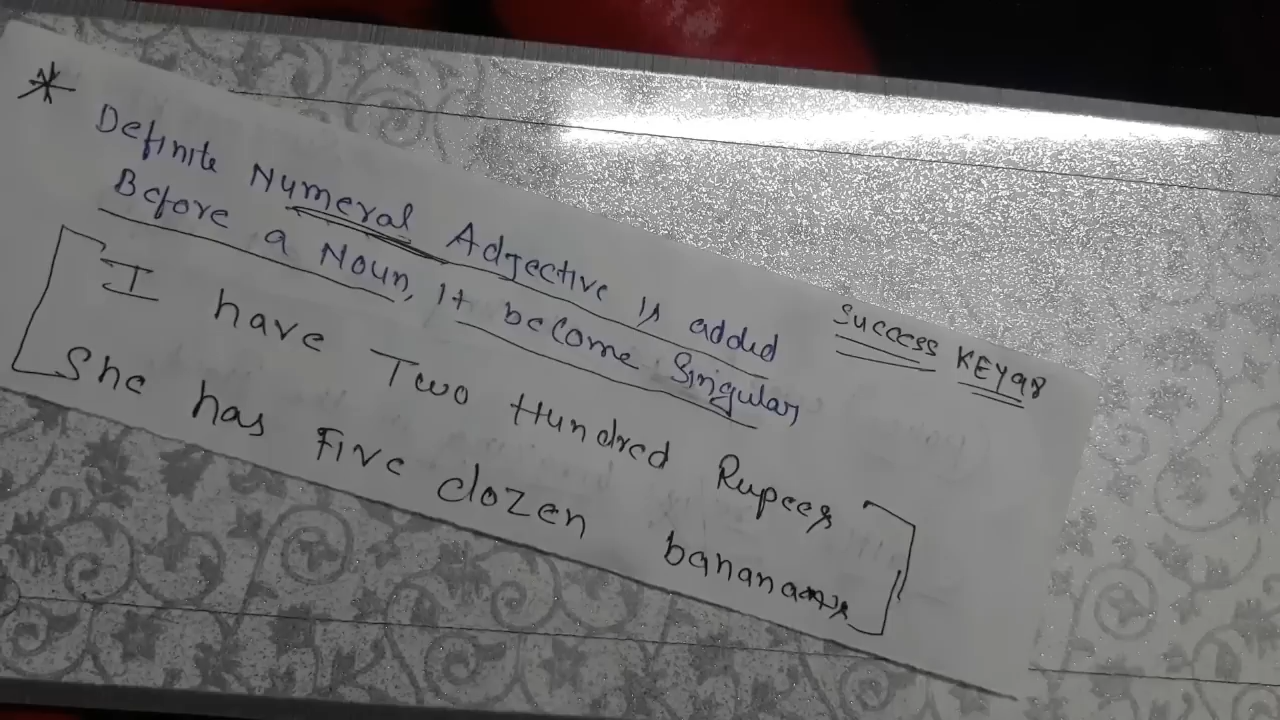 * Definite Numeral Adjective is added
Before a Noun, it become Singular
Success KEY98
I have Two Hundred Rupees
She has Five dozen bananas